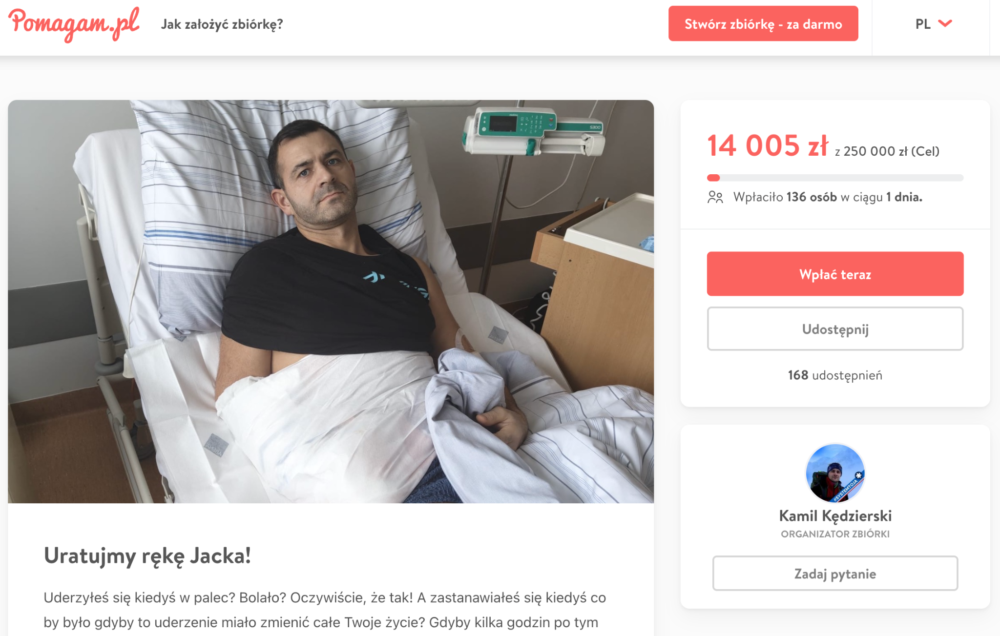 Pomagam.pl
Jak założyć zbiórkę?
Stwórz zbiórkę - za darmo
PL
5300
14 005 zł z 250 000 zł (Cel)
Wpłaciło 136 osób w ciągu 1 dnia.
Wpłać teraz
Udostępnij
168 udostępnień
#SYSTEMTOJA
Kamil Kędzierski
ORGANIZATOR ZBIÓRKI
Zadaj pytanie
Uratujmy rękę Jacka!
Uderzyłeś się kiedyś w palec? Bolało? Oczywiście, że tak! A zastanawiałeś się kiedyś co
by było gdyby to uderzenie miało zmienić całe Twoje życie? Gdyby kilka godzin po tym